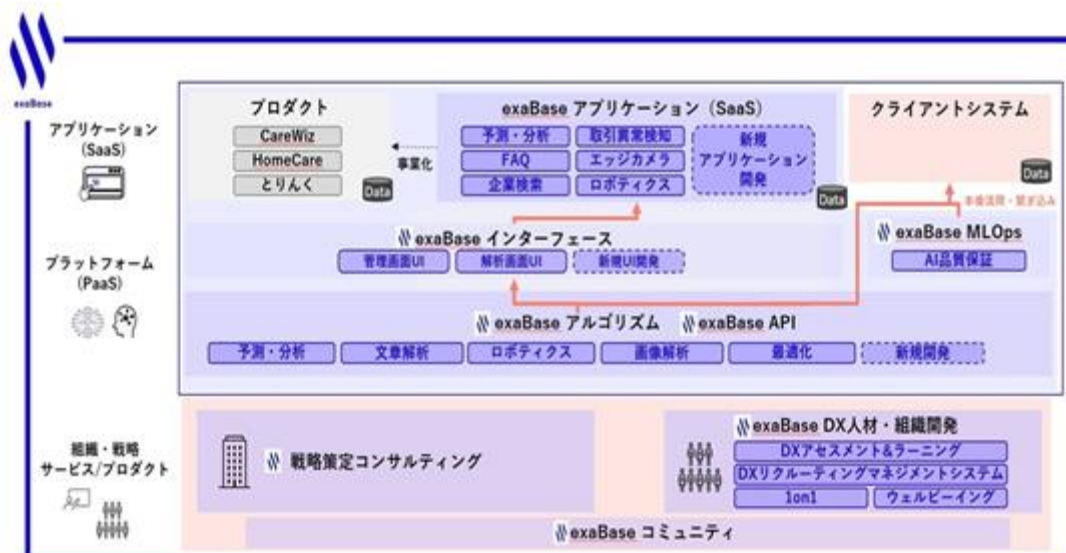 exaBase
アプリケーション
(SaaS)
プロダクト
CareWiz
HomeCare
とりんく
Data
事業化
exaBase アプリケーション（SaaS）
予測・分析
取引異常検知
FAQ
エッジカメラ
企業検索
ロボティクス
新規
アプリケーション
開発
Data
クライアントシステム
Data
本番活用・繋ぎ込み
プラットフォーム
(PaaS)
exaBase インターフェース
管理画面UI
解析画面UI
新規UI開発
exaBase MLOps
AI品質保証
exaBase アルゴリズム
exaBase API
予測・分析
文章解析
ロボティクス
画像解析
最適化
新規開発
組織・戦略
サービス/プロダクト
戦略策定コンサルティング
exaBase DX人材・組織開発
DXアセスメント&ラーニング
DXリクルーティングマネジメントシステム
1on1
ウェルビーイング
exaBase コミュニティ